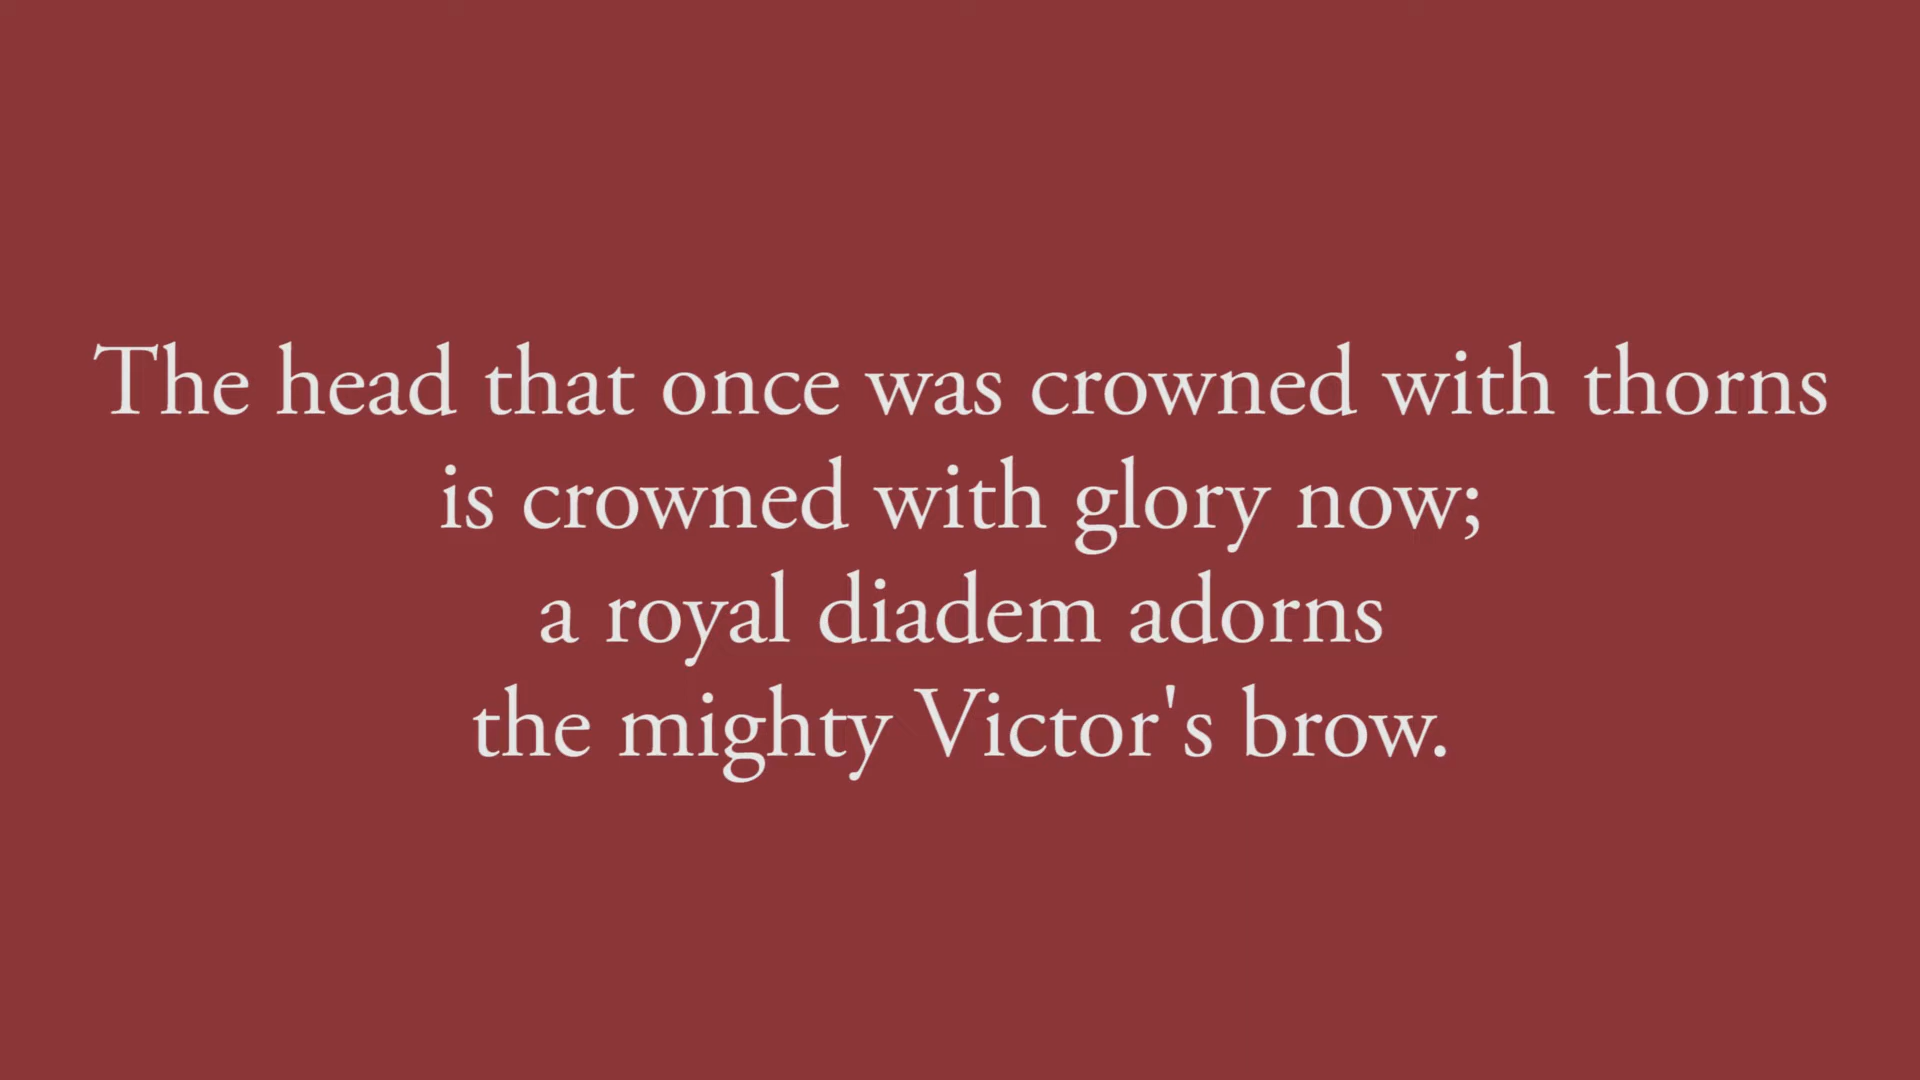 The head that once was crowned with thorns
is crowned with glory now;
a royal diadem adorns
the mighty Victor's brow.